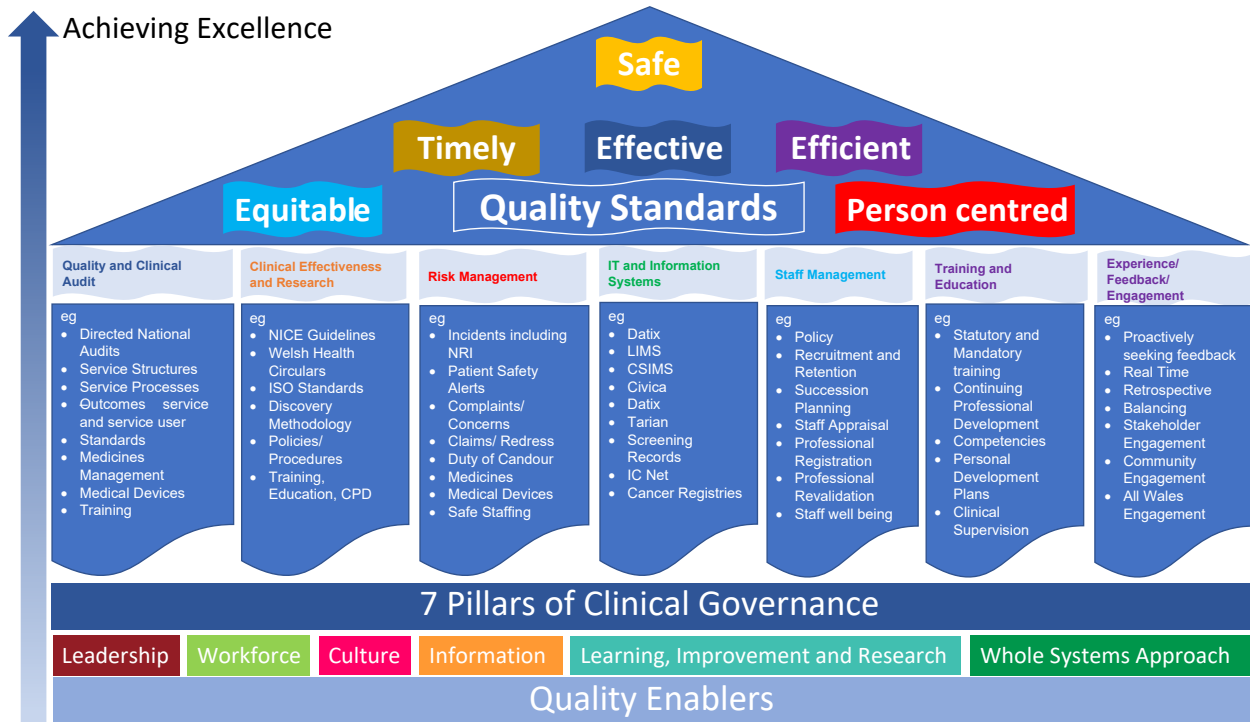 Achieving Excellence
Safe
Timely
Effective
Efficient
Equitable
Quality Standards
Person centred
Quality and Clinical
Audit
eg
• Directed National
Audits
• Service Structures
• Service Processes
• Outcomes service
and service user
• Standards
• Medicines
Management
• Medical Devices
• Training
Clinical Effectiveness
and Research
eg
• NICE Guidelines
• Welsh Health
Circulars
• ISO Standards
• Discovery
Methodology
• Policies/
Procedures
• Training,
Education, CPD
Risk Management
eg
• Incidents including
NRI
• Patient Safety
Alerts
• Complaints/
Concerns
• Claims/ Redress
• Duty of Candour
• Medicines
• Medical Devices
• Safe Staffing
IT and Information
Systems
eg
• Datix
• LIMS
• CSIMS
• Civica
• Datix
• Tarian
• Screening
Records
• IC Net
• Cancer Registries
Staff Management
eg
• Policy
• Recruitment and
Retention
• Succession
Planning
• Staff Appraisal
• Professional
Registration
• Professional
Revalidation
• Staff well being
Training and
Education
eg
• Statutory and
Mandatory
training
• Continuing
Professional
Development
• Competencies
• Personal
Development
Plans
• Clinical
Supervision
Experience/
Feedback/
Engagement
eg
• Proactively
seeking feedback
• Real Time
• Retrospective
• Balancing
• Stakeholder
Engagement
• Community
Engagement
• All Wales
Engagement
7 Pillars of Clinical Governance
Leadership
Workforce
Culture
Information
Learning, Improvement and Research
Whole Systems Approach
Quality Enablers